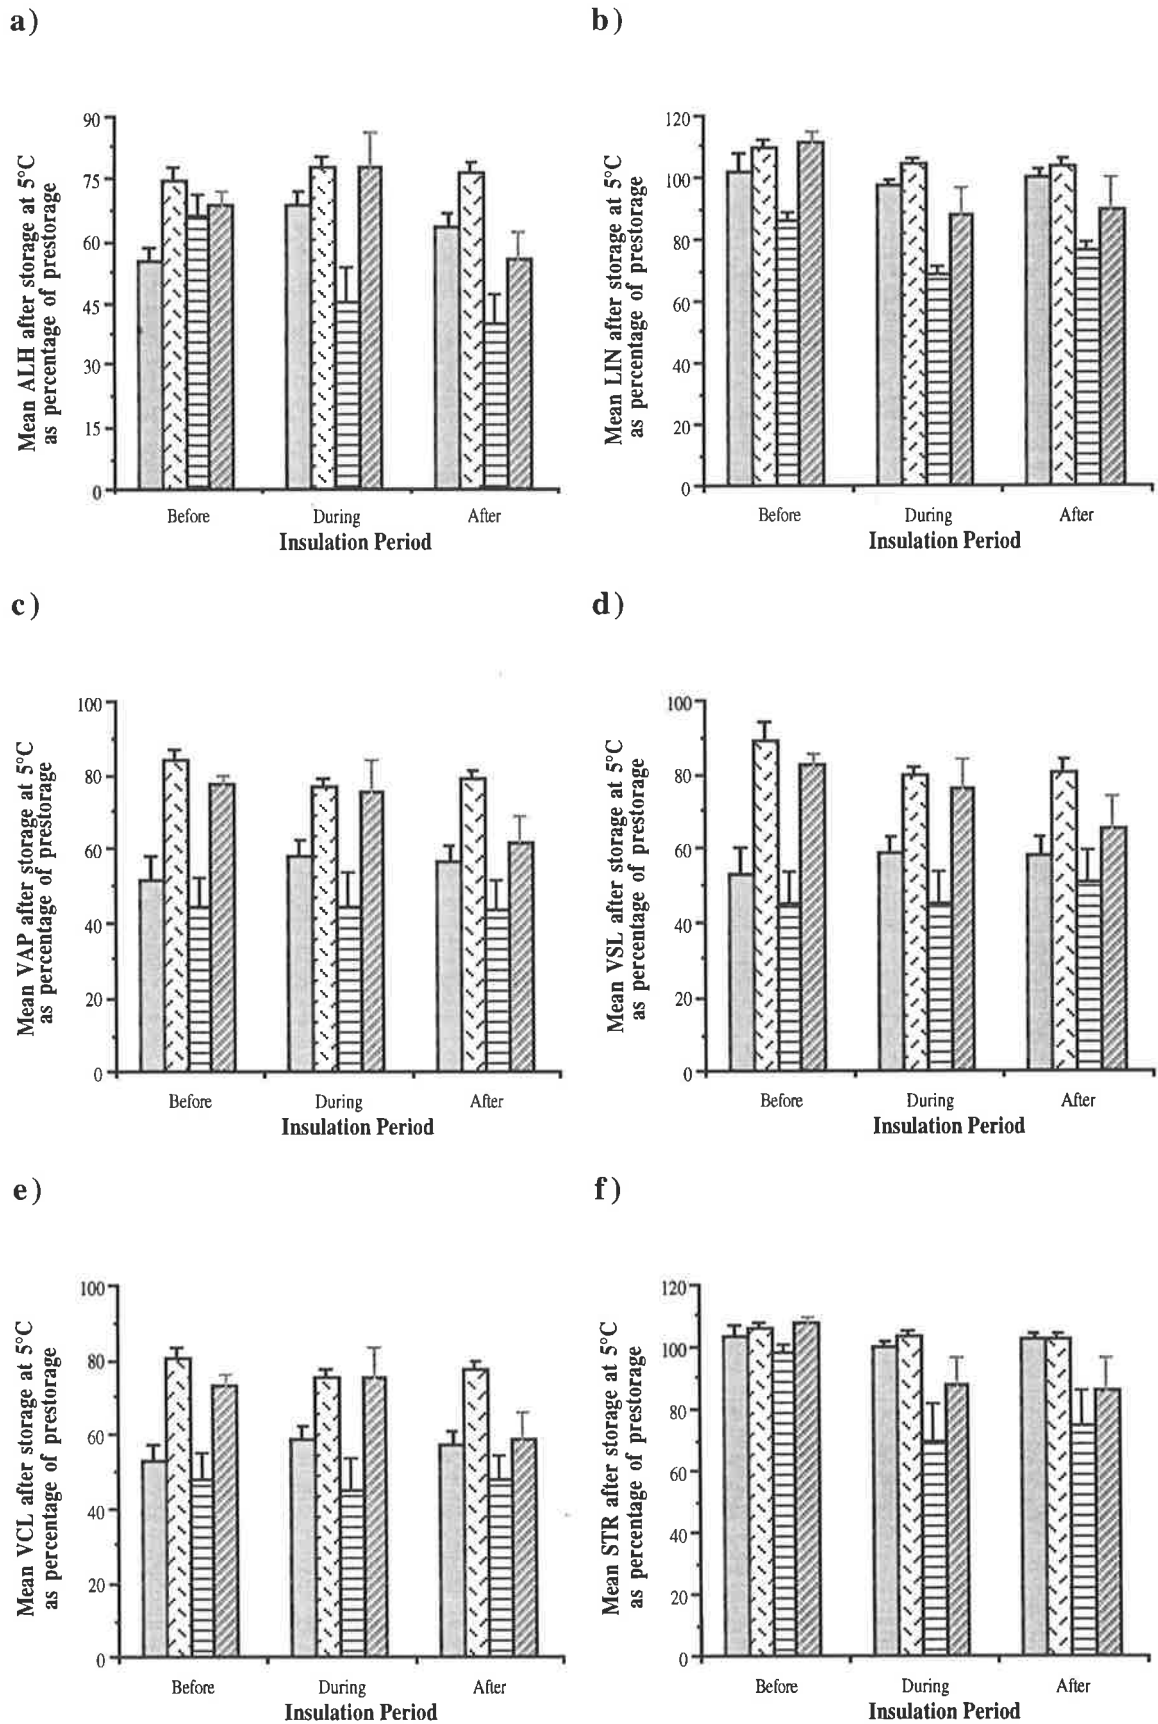 a)
Mean ALH after storage at 5°C
as percentage of prestorage
90
75
60
45
30
15
0
Before During After
Insulation Period
b)
Mean LIN after storage at 5°C
as percentage of prestorage
120
100
80
60
40
20
0
Before During After
Insulation Period
c)
Mean VAP after storage at 5°C
as percentage of prestorage
100
80
60
40
20
0
Before During After
Insulation Period
d)
Mean VSL after storage at 5°C
as percentage of prestorage
100
80
60
40
20
0
Before During After
Insulation Period
e)
Mean VCL after storage at 5°C
as percentage of prestorage
100
80
60
40
20
0
Before During After
Insulation Period
f)
Mean STR after storage at 5°C
as percentage of prestorage
120
100
80
60
40
20
0
Before During After
Insulation Period